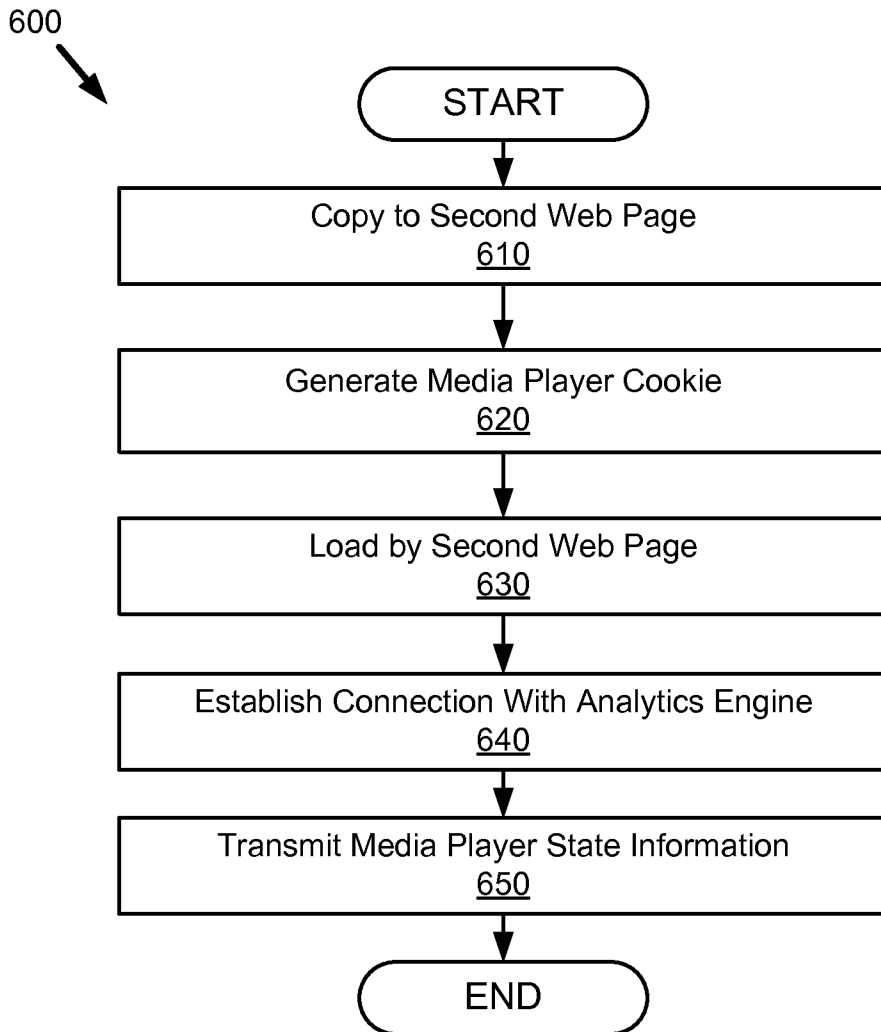 600
START
Copy to Second Web Page
610
Generate Media Player Cookie
620
Load by Second Web Page
630
Establish Connection With Analytics Engine
640
Transmit Media Player State Information
650
END